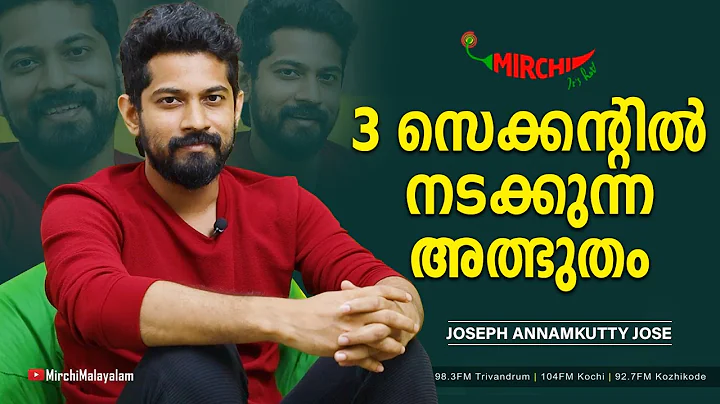 MIRCHI
It's hot!
3 സെക്കന്റിൽ
നടക്കുന്ന
അത്ഭുതം
JOSEPH ANNAMKUTTY JOSE
MirchiMalayalam
98.3FM Trivandrum | 104FM Kochi | 92.7FM Kozhikode